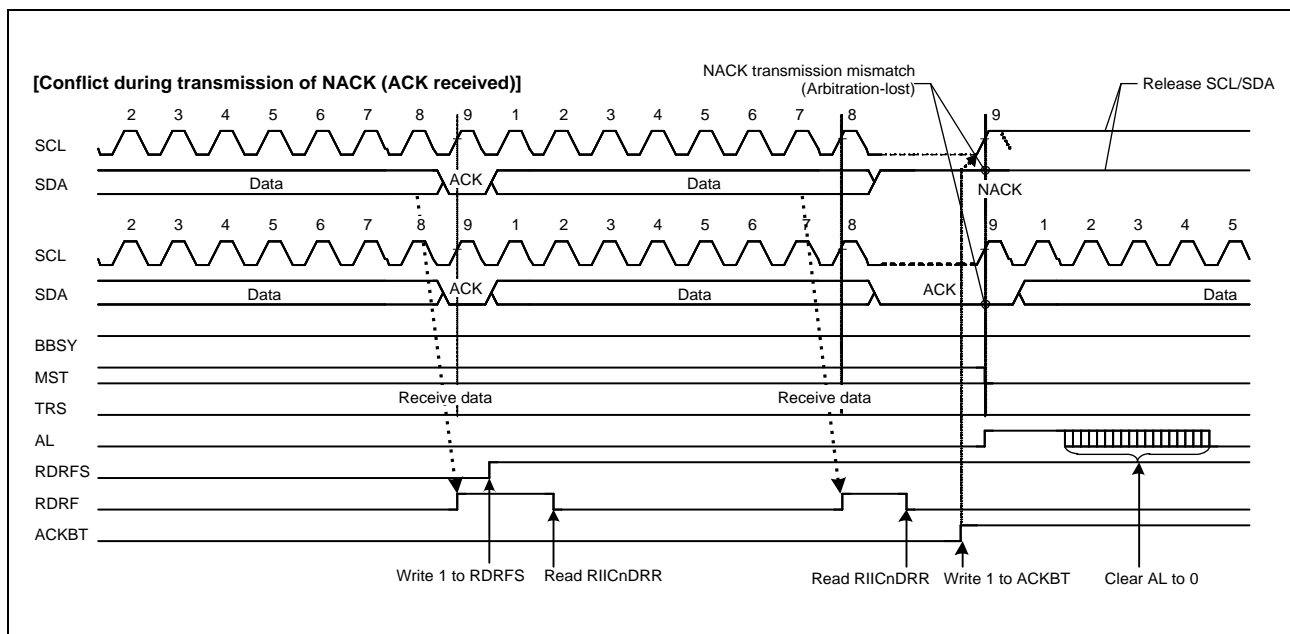 [Conflict during transmission of NACK (ACK received)]
NACK transmission mismatch
(Arbitration-lost)
Release SCL/SDA
2 3 4 5 6 7 8 9 1 2 3 4 5 6 7 8 9
SCL
SDA Data ACK Data NACK
2 3 4 5 6 7 8 9 1 2 3 4 5 6 7 8 9 1 2 3 4 5
SCL
SDA Data ACK Data ACK Data
BBSY
MST
Receive data Receive data
TRS
AL
RDRFS
RDRF
ACKBT
Write 1 to RDRFS Read RIICnDRR Read RIICnDRR Write 1 to ACKBT Clear AL to 0